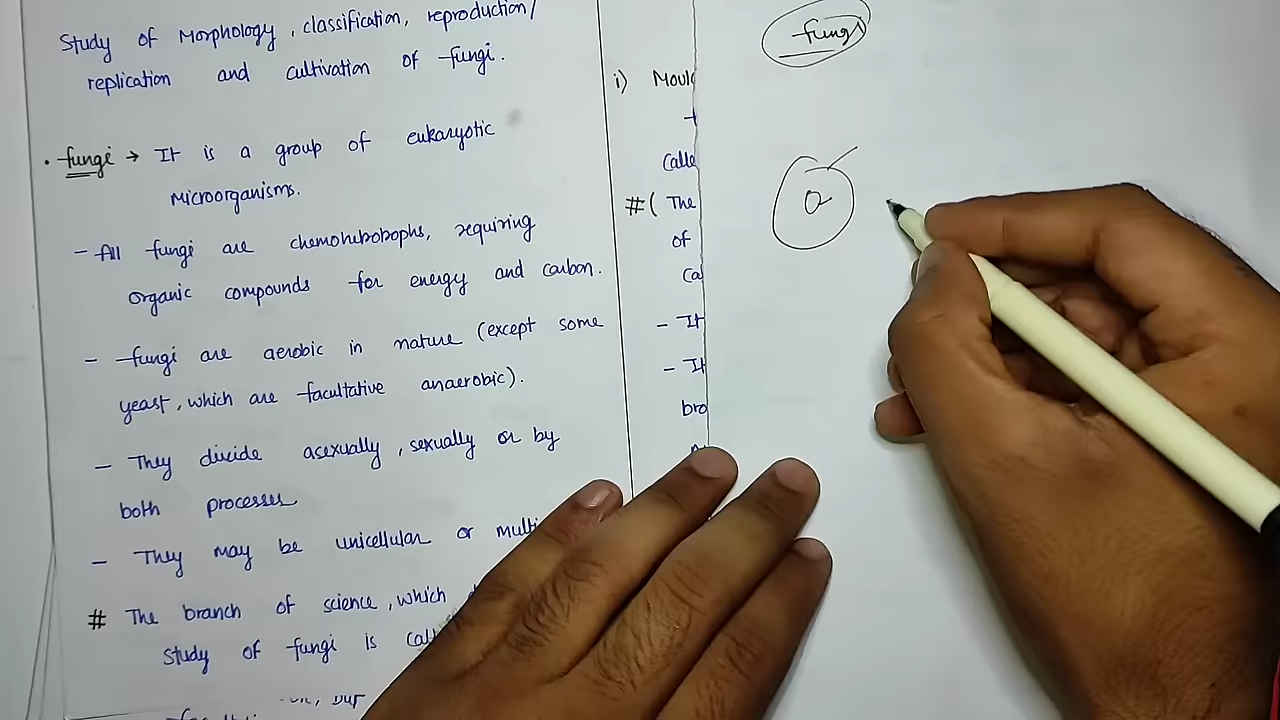 Study of Morphology, classification, reproduction/
replication and cultivation of fungi.
• fungi → It is a group of eukaryotic
Microorganisms.
- All fungi are chemohetrobophs, requiring
organic compounds for energy and carbon.
- fungi are aerobic in nature (except some
yeast, which are facultative anaerobic).
- They divide asexually, sexually or by
both processes
- They may be unicellular or multi
# The branch of science, which
study of fungi is call
i) Moul
Calle
#( The
of
Ca
- It
- It
bro
fungi